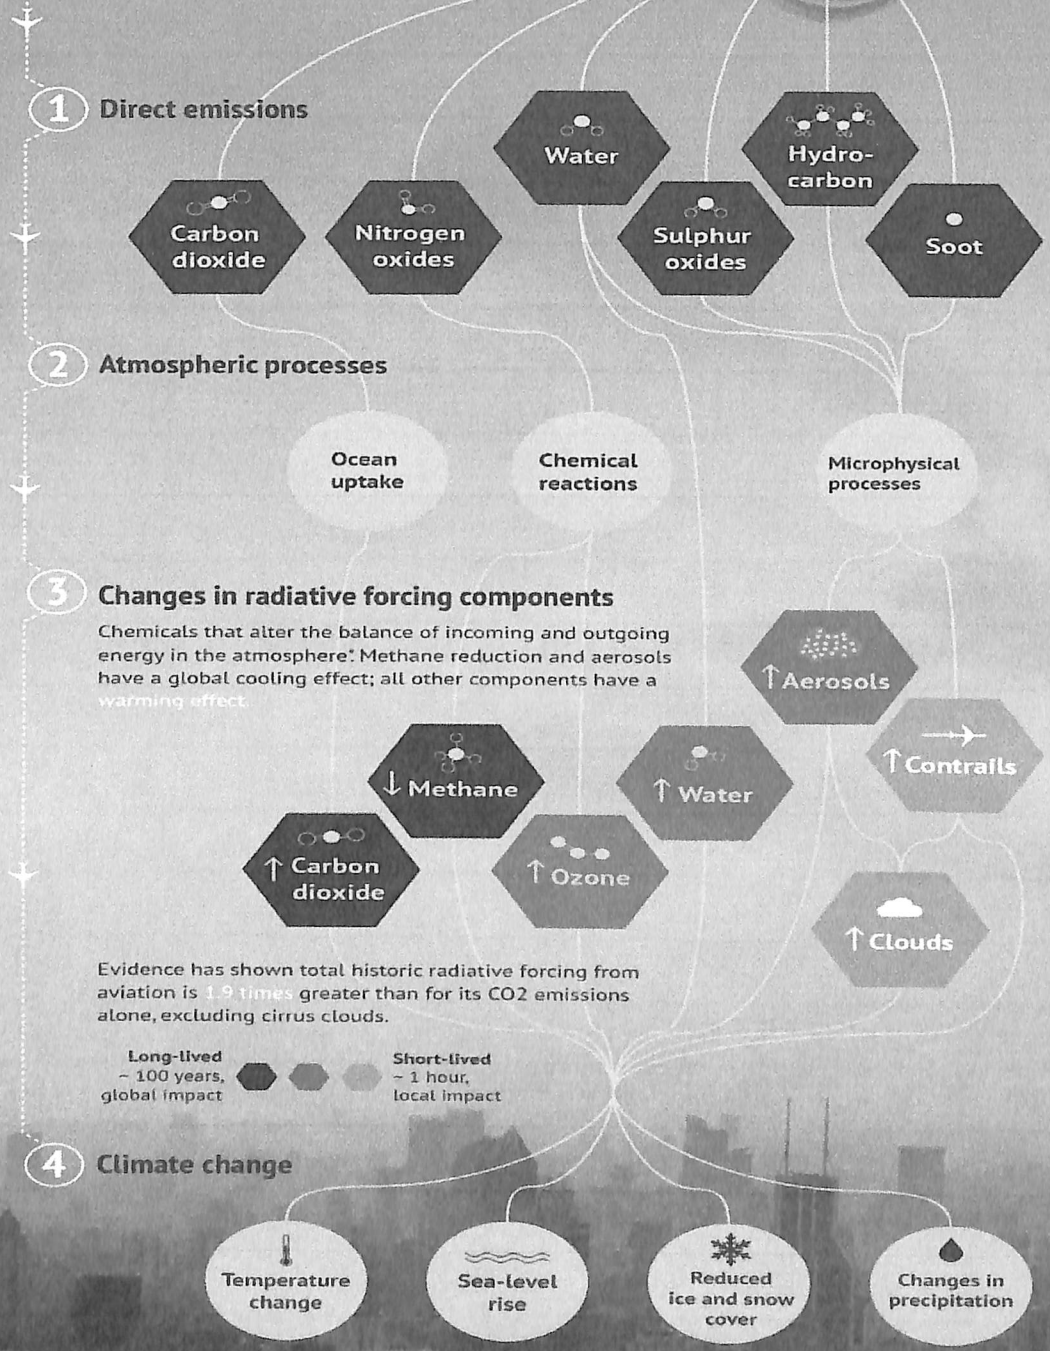 1 Direct emissions
Water
Hydro-
carbon
Carbon
dioxide
Nitrogen
oxides
Sulphur
oxides
Soot
2 Atmospheric processes
Ocean
uptake
Chemical
reactions
Microphysical
processes
3 Changes in radiative forcing components
Chemicals that alter the balance of incoming and outgoing
energy in the atmosphere. Methane reduction and aerosols
have a global cooling effect; all other components have a
warming effect.
↑ Aerosols
↑ Contrails
↓ Methane
↑ Water
↑ Carbon
dioxide
↑ Ozone
↑ Clouds
Evidence has shown total historic radiative forcing from
aviation is 1.9 times greater than for its CO2 emissions
alone, excluding cirrus clouds.
Long-lived
~ 100 years,
global impact
Short-lived
~ 1 hour,
local impact
4 Climate change
Temperature
change
Sea-level
rise
Reduced
ice and snow
cover
Changes in
precipitation